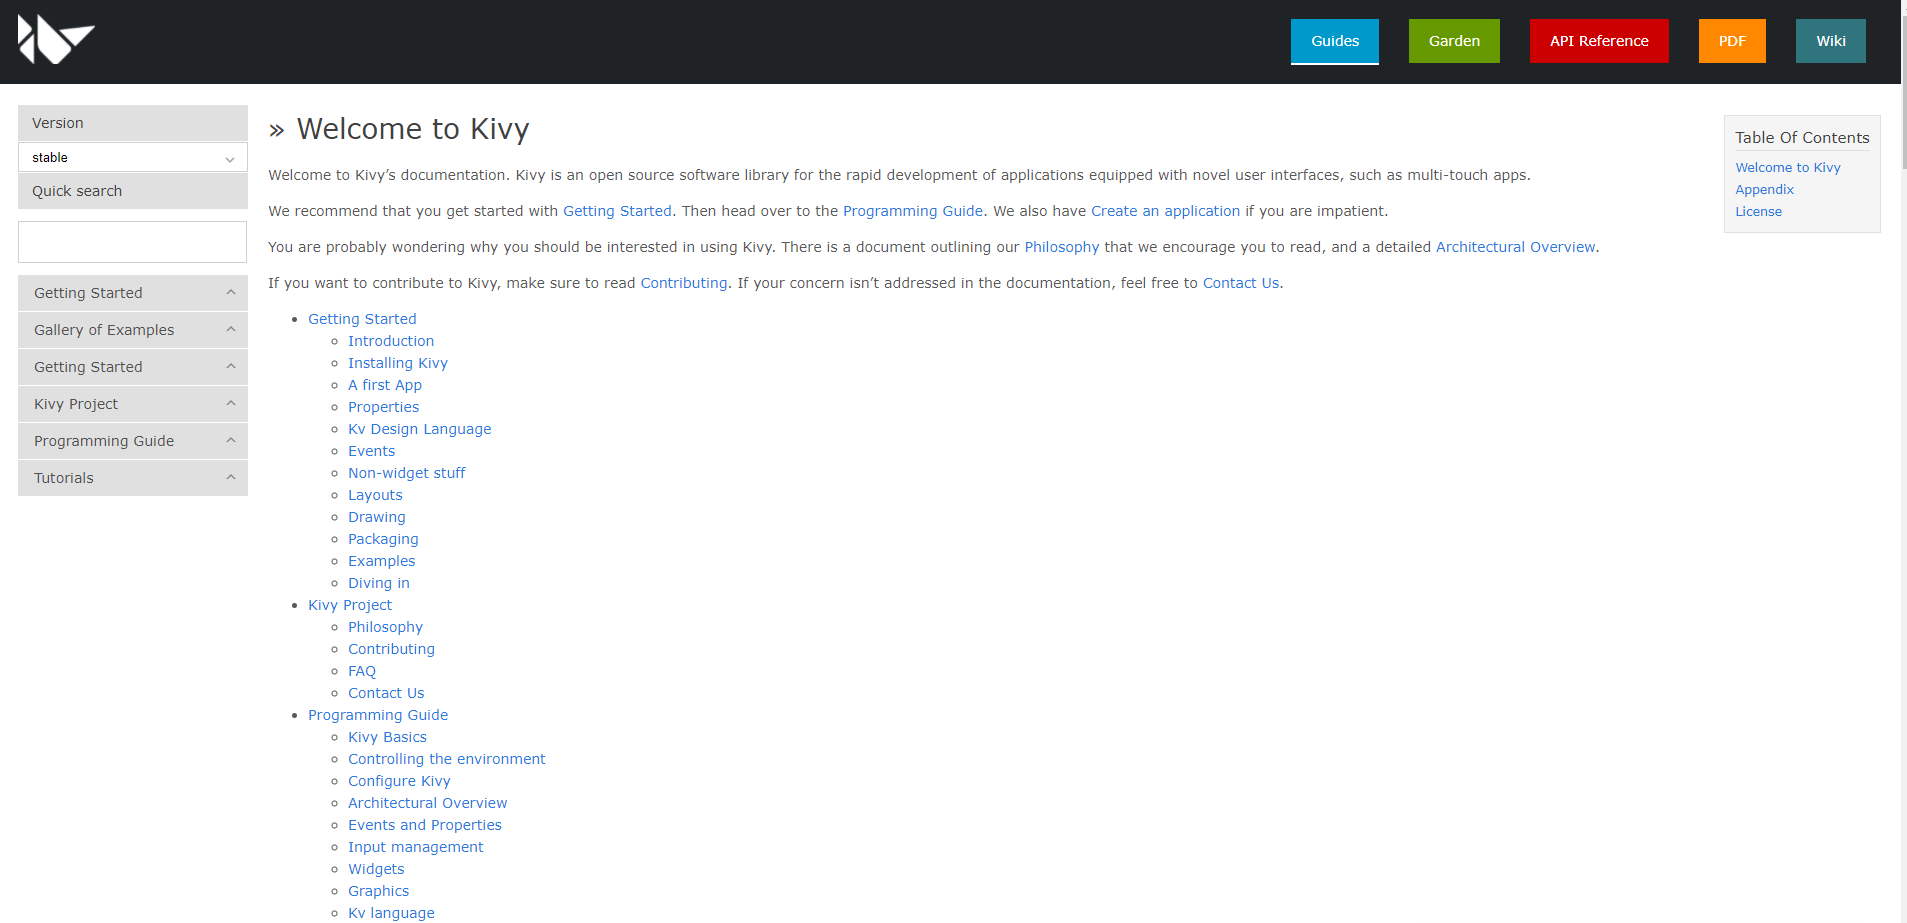 Guides
Garden
API Reference
PDF
Wiki
Version
stable
Quick search
Getting Started
Gallery of Examples
Getting Started
Kivy Project
Programming Guide
Tutorials
» Welcome to Kivy
Welcome to Kivy’s documentation. Kivy is an open source software library for the rapid development of applications equipped with novel user interfaces, such as multi-touch apps.
We recommend that you get started with Getting Started. Then head over to the Programming Guide. We also have Create an application if you are impatient.
You are probably wondering why you should be interested in using Kivy. There is a document outlining our Philosophy that we encourage you to read, and a detailed Architectural Overview.
If you want to contribute to Kivy, make sure to read Contributing. If your concern isn’t addressed in the documentation, feel free to Contact Us.
Getting Started
Introduction
Installing Kivy
A first App
Properties
Kv Design Language
Events
Non-widget stuff
Layouts
Drawing
Packaging
Examples
Diving in
Kivy Project
Philosophy
Contributing
FAQ
Contact Us
Programming Guide
Kivy Basics
Controlling the environment
Configure Kivy
Architectural Overview
Events and Properties
Input management
Widgets
Graphics
Kv language
Table Of Contents
Welcome to Kivy
Appendix
License